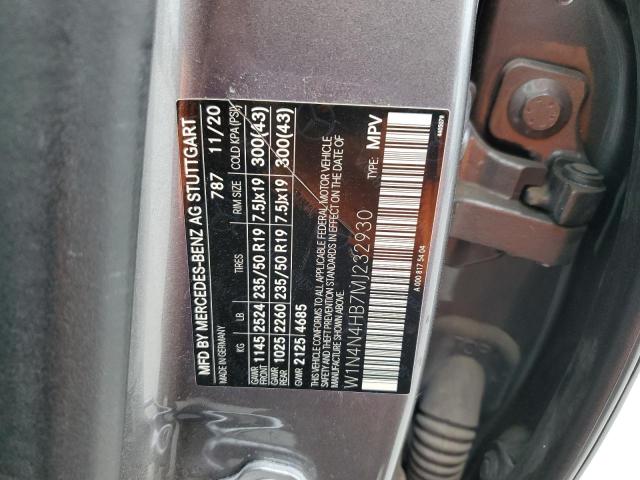 MFD BY MERCEDES-BENZ AG STUTTGART
MADE IN GERMANY 787 11/20
KG LB TIRES RIM SIZE COLD KPA (PSI)
GAWR FRONT 1145 2524 235/50 R19 7.5Jx19 300(43)
GAWR REAR 1025 2260 235/50 R19 7.5Jx19 300(43)
GVWR 2125 4685
THIS VEHICLE CONFORMS TO ALL APPLICABLE FEDERAL MOTOR VEHICLE
SAFETY AND THEFT PREVENTION STANDARDS IN EFFECT ON THE DATE OF
MANUFACTURE SHOWN ABOVE.
TYPE: MPV
W1N4N4HB7MJ232930
A 000 817 54 04
TOP